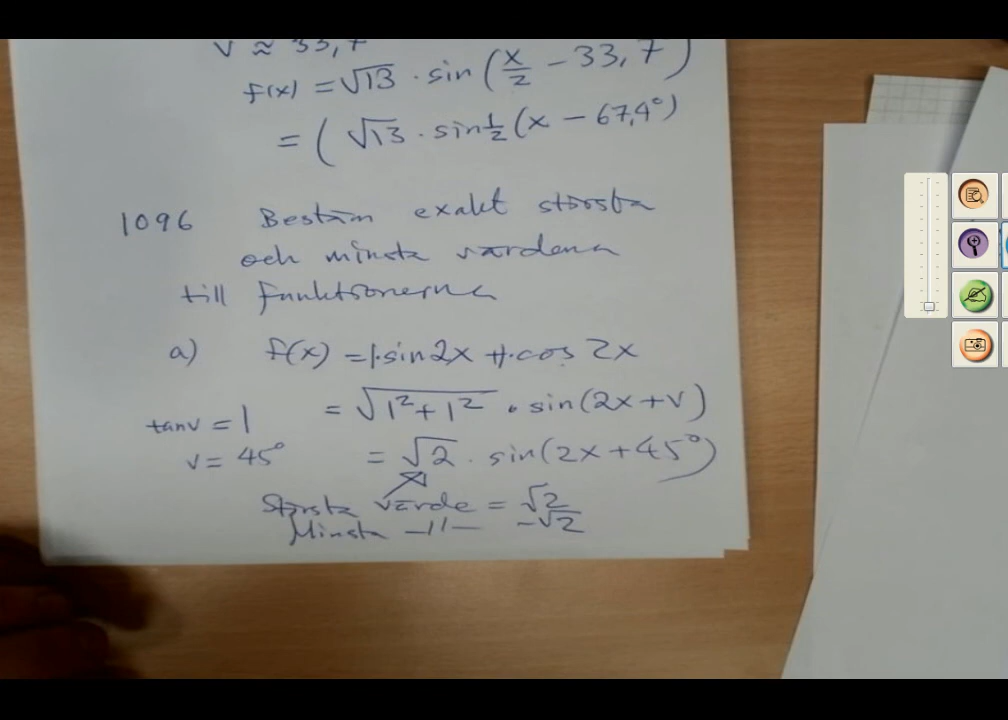 v ≈ 33,7
f(x) = √13 · sin (x/2 − 33,7)
= ( √13 · sin 1/2 (x − 67,4°)
1096 Bestäm exakt största
och minsta värdena
till funktionerna
a) f(x) = 1·sin 2x + 1·cos 2x
= √1² + 1² · sin(2x + v)
tan v = 1
v = 45° = √2 · sin(2x + 45°)
Största värde = √2
Minsta −11− −√2